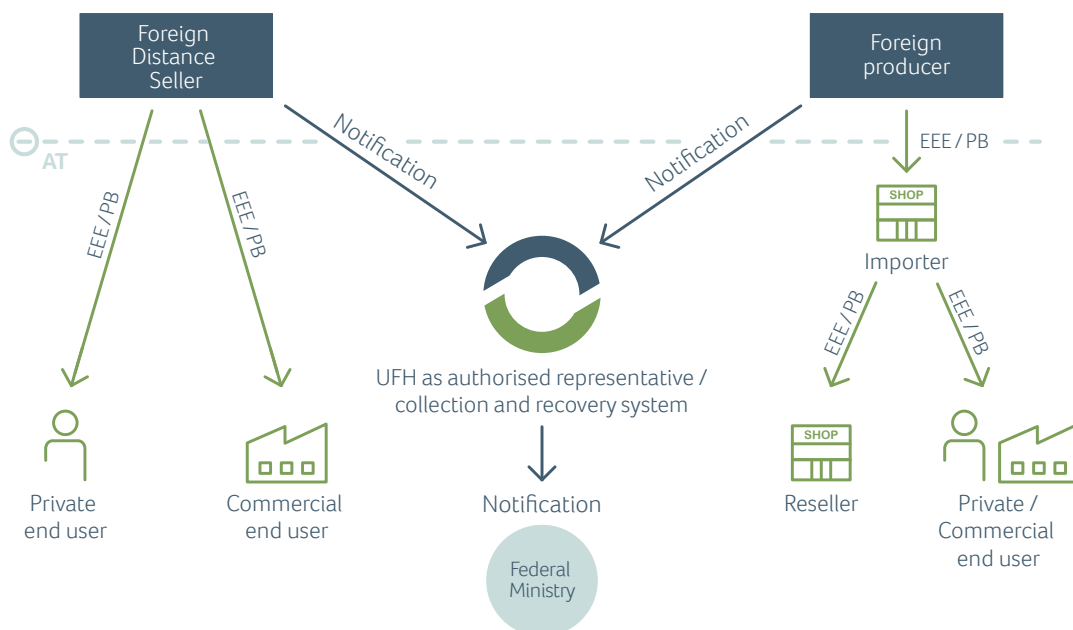 Foreign
Distance
Seller
Foreign
producer
Notification
Notification
EEE / PB
AT
EEE / PB
EEE / PB
SHOP
Importer
EEE / PB
EEE / PB
UFH as authorised representative /
collection and recovery system
SHOP
Private
end user
Commercial
end user
Notification
Reseller
Private /
Commercial
end user
Federal
Ministry